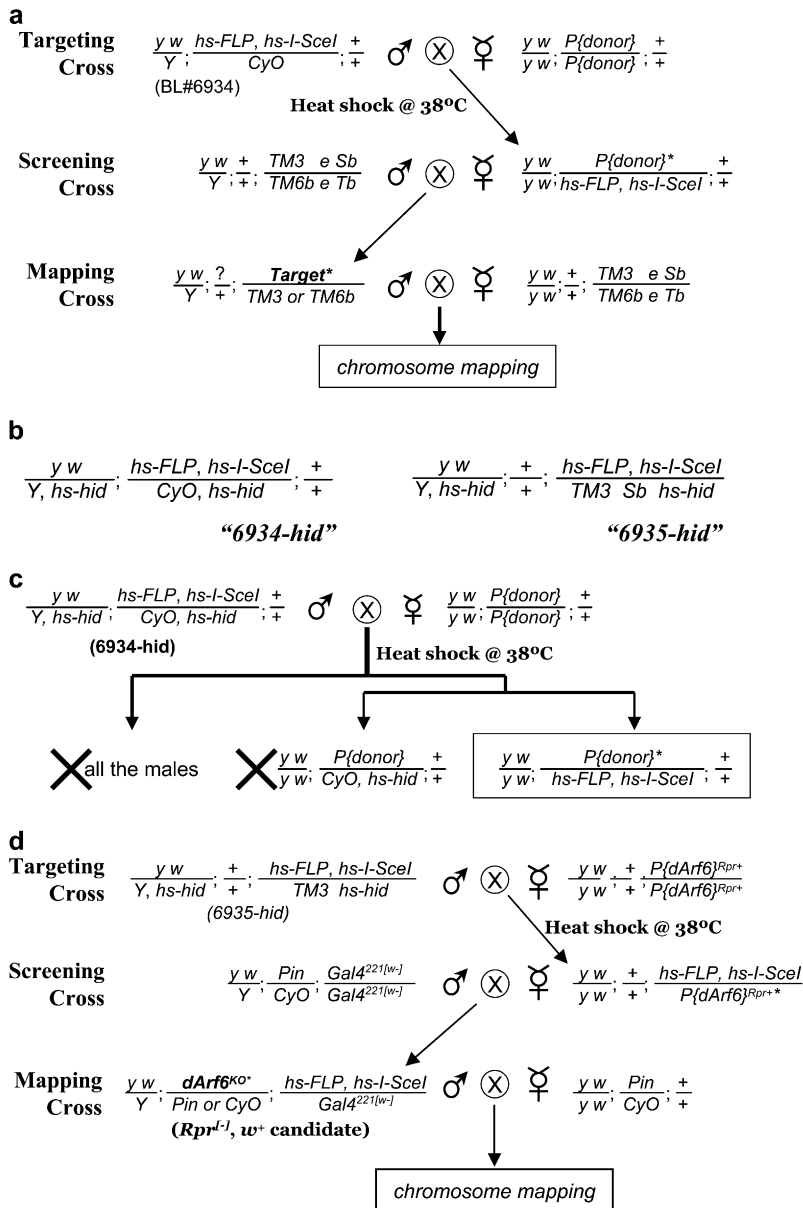 a
Targeting Cross
y w / Y ; hs-FLP, hs-I-SceI / CyO ; + / + ♂ X ☿ y w / y w ; P{donor} / P{donor} ; + / +
(BL#6934)
Heat shock @ 38ºC
Screening Cross
y w / Y ; + / + ; TM3 e Sb / TM6b e Tb ♂ X ☿ y w / y w ; P{donor}* / hs-FLP, hs-I-SceI ; + / +
Mapping Cross
y w / Y ; ? / + ; Target* / TM3 or TM6b ♂ X ☿ y w / y w ; + / + ; TM3 e Sb / TM6b e Tb
chromosome mapping
b
y w / Y, hs-hid ; hs-FLP, hs-I-SceI / CyO, hs-hid ; + / +
"6934-hid"
y w / Y, hs-hid ; + / + ; hs-FLP, hs-I-SceI / TM3 Sb hs-hid
"6935-hid"
c
y w / Y, hs-hid ; hs-FLP, hs-I-SceI / CyO, hs-hid ; + / + ♂ X ☿ y w / y w ; P{donor} / P{donor} ; + / +
(6934-hid)
Heat shock @ 38ºC
all the males
y w / y w ; P{donor} / CyO, hs-hid ; + / +
y w / y w ; P{donor}* / hs-FLP, hs-I-SceI ; + / +
d
Targeting Cross
y w / Y, hs-hid ; + / + ; hs-FLP, hs-I-SceI / TM3 hs-hid ♂ X ☿ y w / y w ; + / + ; P{dArf6}Rpr+ / P{dArf6}Rpr+
(6935-hid)
Heat shock @ 38ºC
Screening Cross
y w / Y ; Pin / CyO ; Gal4221[w-] / Gal4221[w-] ♂ X ☿ y w / y w ; + / + ; hs-FLP, hs-I-SceI / P{dArf6}Rpr+*
Mapping Cross
y w / Y ; dArf6KO* / Pin or CyO ; hs-FLP, hs-I-SceI / Gal4221[w-] ♂ X ☿ y w / y w ; Pin / CyO ; + / +
(Rpr[-], w+ candidate)
chromosome mapping